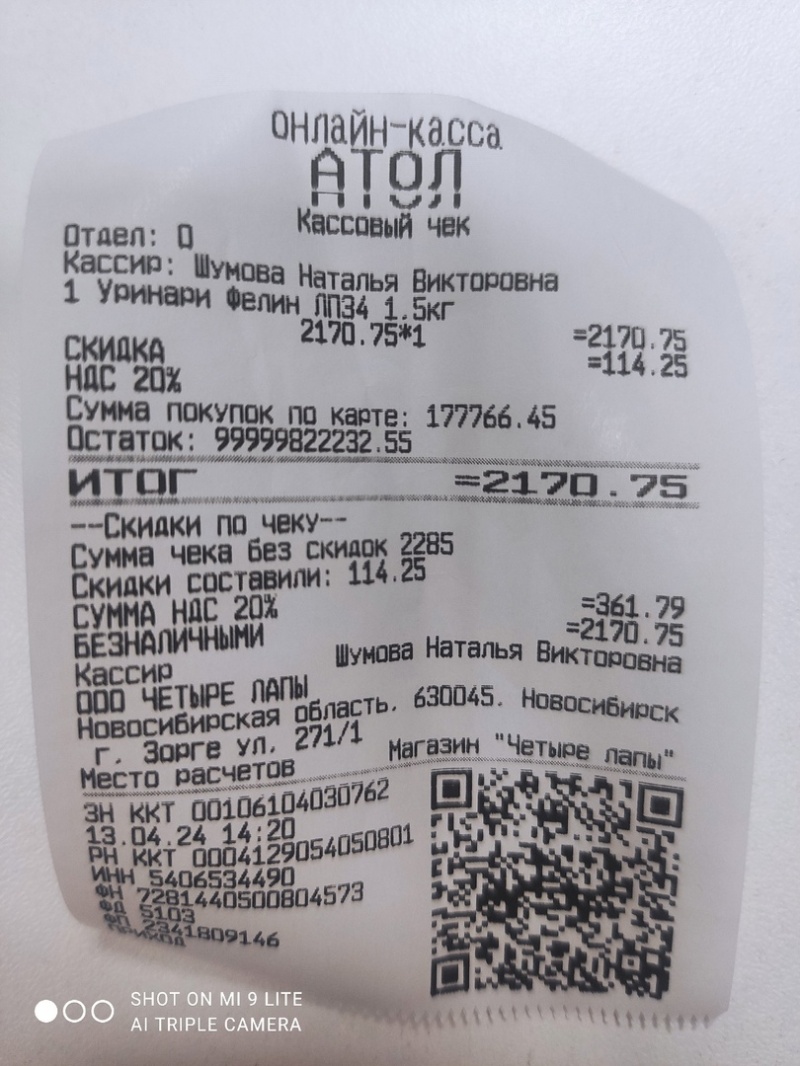 ОНЛАЙН-КАССА
АТОЛ
Кассовый чек
Отдел: 0
Кассир: Шумова Наталья Викторовна
1 Уринари Фелин ЛП34 1.5кг
2170.75*1 =2170.75
СКИДКА =114.25
НДС 20%
Сумма покупок по карте: 177766.45
Остаток: 99999822232.55
ИТОГ =2170.75
--Скидки по чеку--
Сумма чека без скидок 2285
Скидки составили: 114.25
СУММА НДС 20% =361.79
БЕЗНАЛИЧНЫМИ =2170.75
Кассир Шумова Наталья Викторовна
ООО ЧЕТЫРЕ ЛАПЫ
Новосибирская область, 630045, Новосибирск
г, Зорге ул, 271/1
Место расчетов Магазин "Четыре лапы"
ЗН ККТ 00106104030762
13.04.24 14:20
РН ККТ 0004129054050801
ИНН 5406534490
ФН 7281440500804573
ФД 5103
ФП 2341809146
ПРИХОД
SHOT ON MI 9 LITE
AI TRIPLE CAMERA